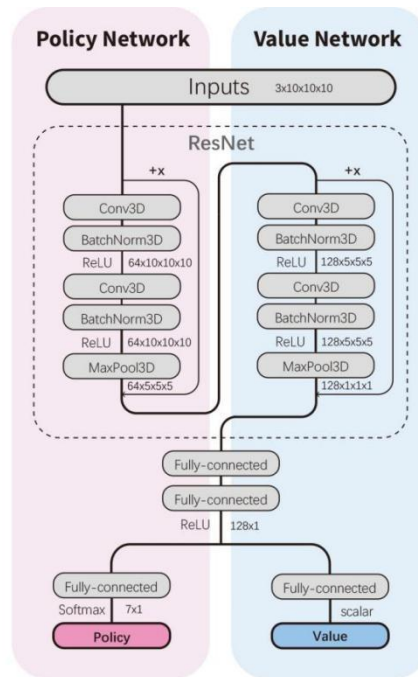 Policy Network
Value Network
Inputs 3x10x10x10
ResNet
+x
Conv3D
BatchNorm3D
ReLU 64x10x10x10
Conv3D
BatchNorm3D
ReLU 64x10x10x10
MaxPool3D
64x5x5x5
+x
Conv3D
BatchNorm3D
ReLU 128x5x5x5
Conv3D
BatchNorm3D
ReLU 128x5x5x5
MaxPool3D
128x1x1x1
Fully-connected
Fully-connected
ReLU 128x1
Fully-connected
Softmax 7x1
Policy
Fully-connected
scalar
Value